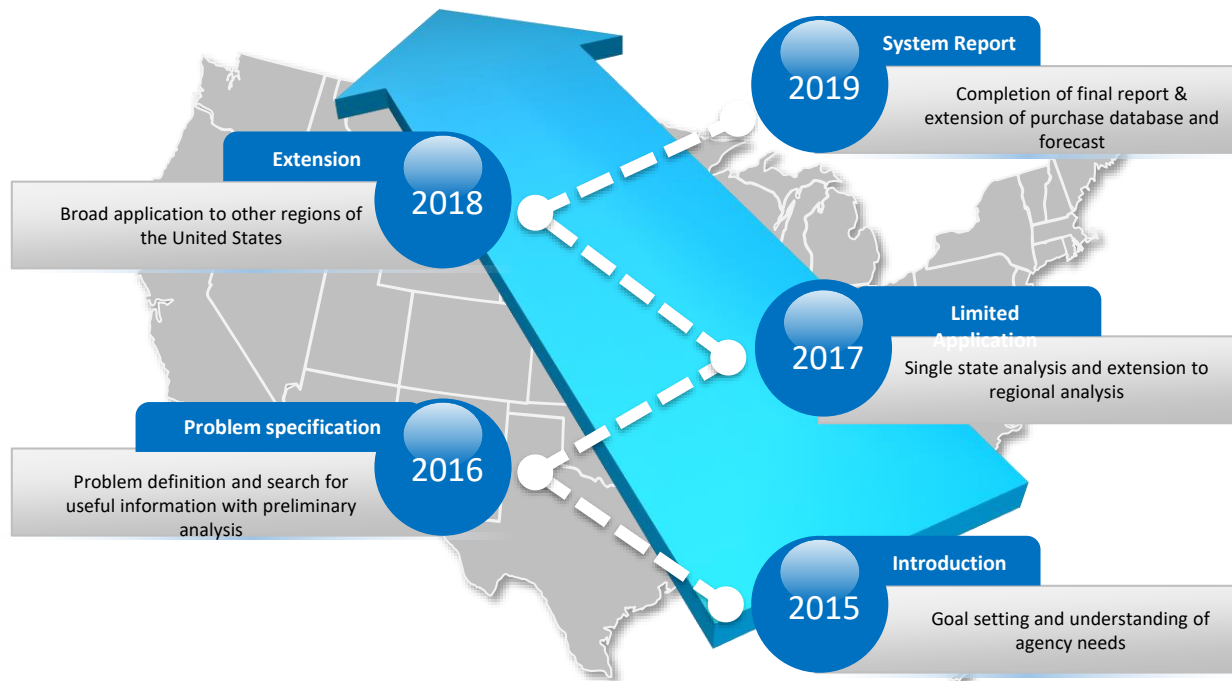 System Report
2019
Completion of final report &
extension of purchase database and
forecast
Extension
2018
Broad application to other regions of
the United States
Limited
Application
2017
Single state analysis and extension to
regional analysis
Problem specification
2016
Problem definition and search for
useful information with preliminary
analysis
Introduction
2015
Goal setting and understanding of
agency needs